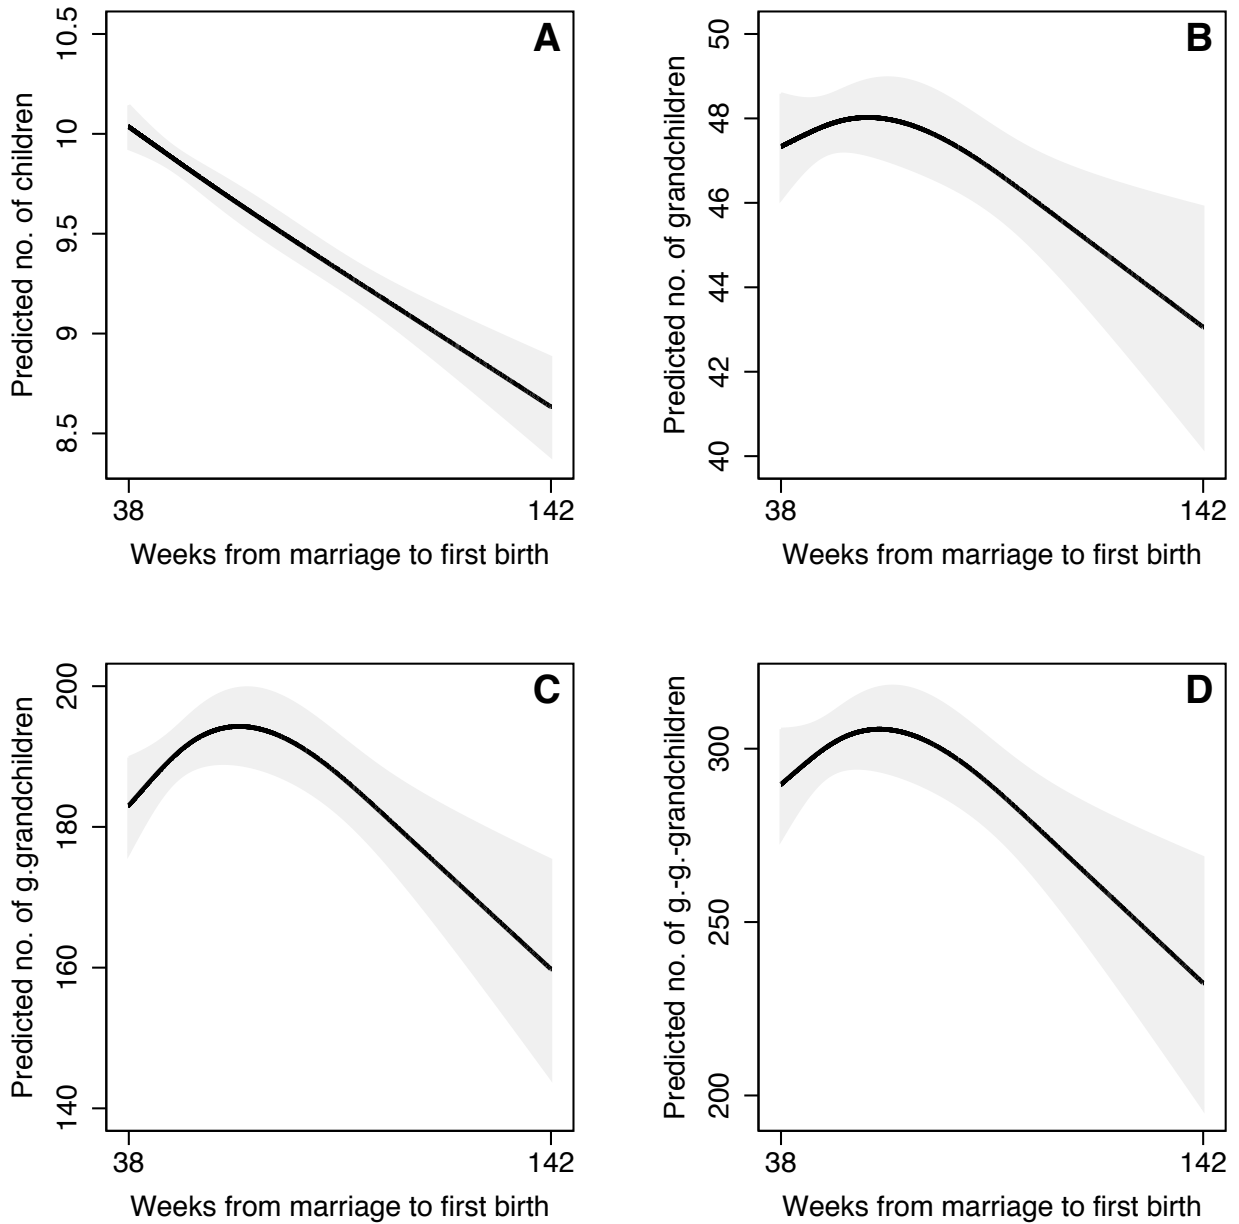 A
Predicted no. of children
10.5
10
9.5
9
8.5
38
142
Weeks from marriage to first birth
B
Predicted no. of grandchildren
50
48
46
44
42
40
38
142
Weeks from marriage to first birth
C
Predicted no. of g.grandchildren
200
180
160
140
38
142
Weeks from marriage to first birth
D
Predicted no. of g.-g.-grandchildren
300
250
200
38
142
Weeks from marriage to first birth